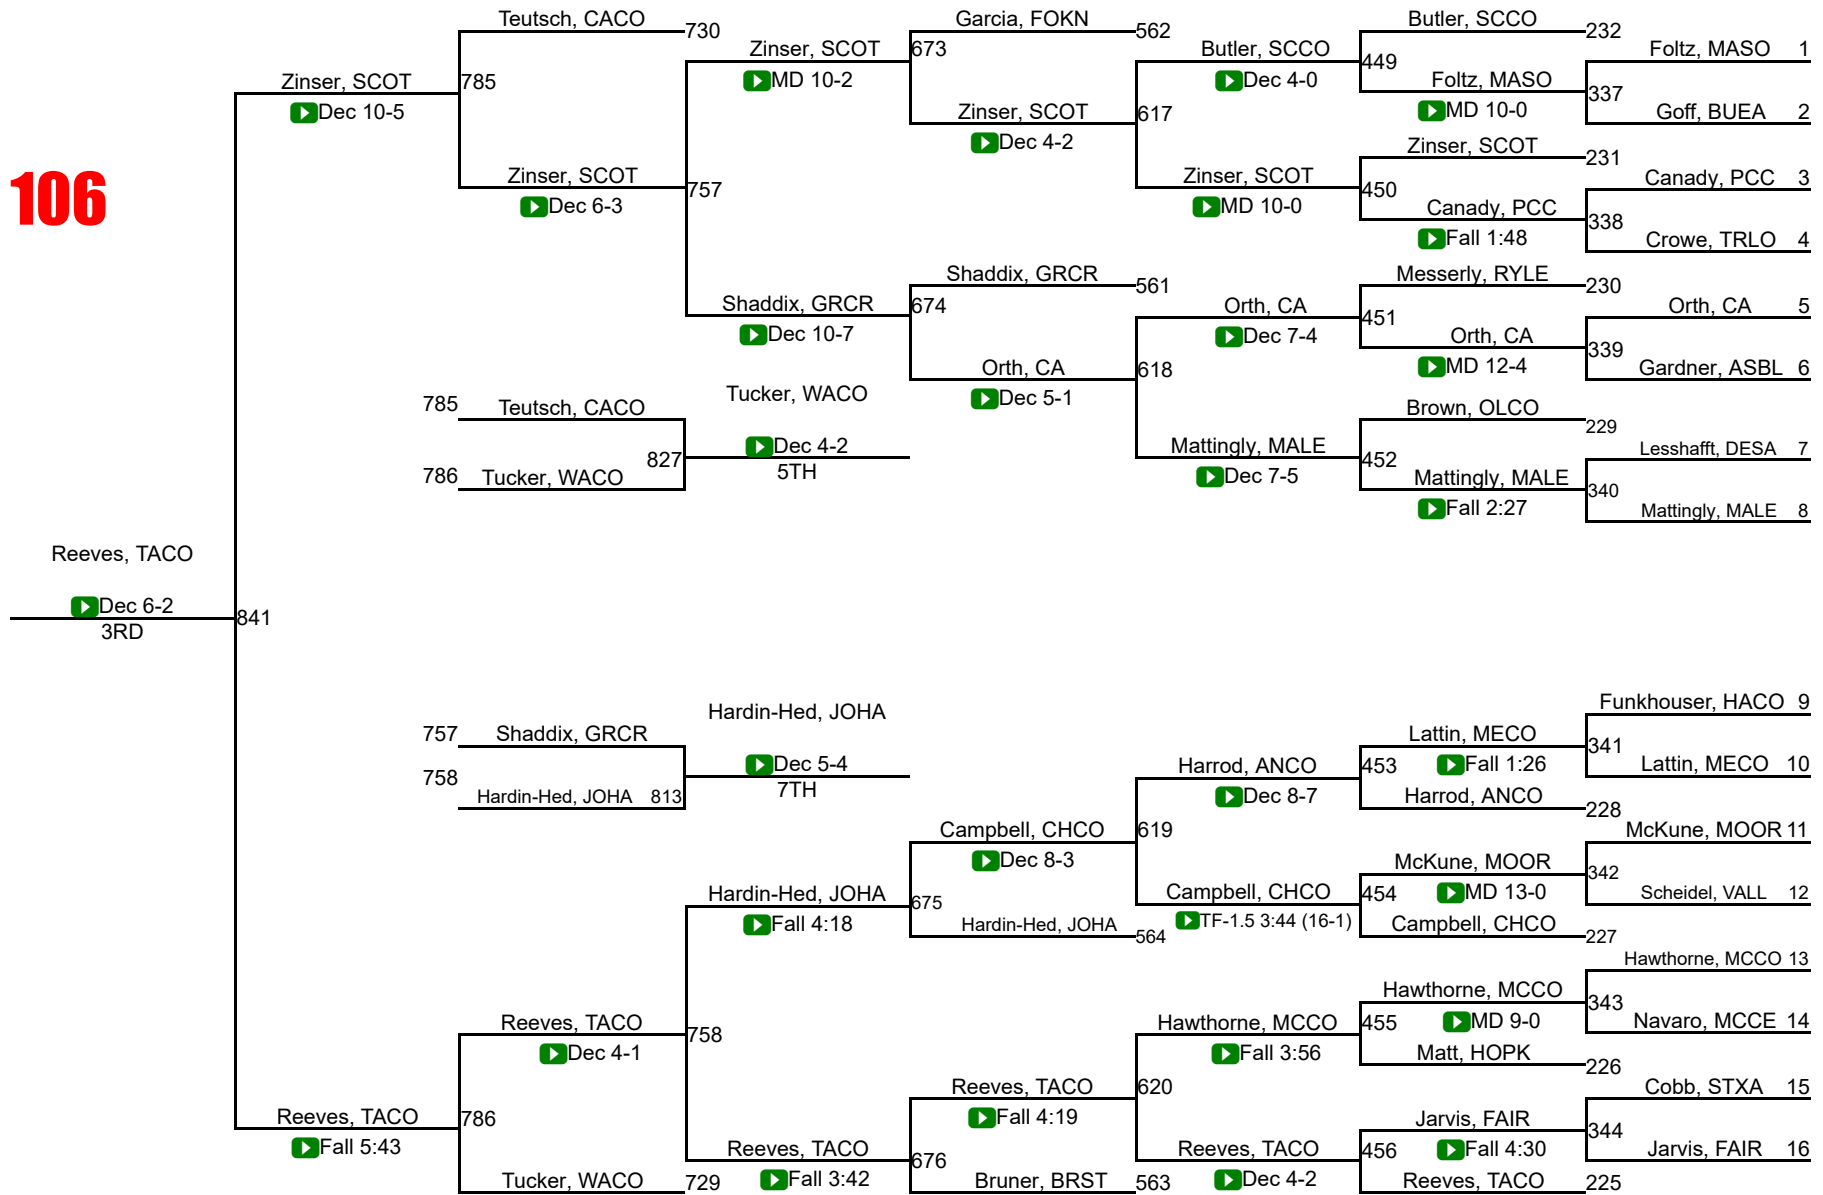 Teutsch, CACO
730
Garcia, FOKN
562
Butler, SCCO
232
Zinser, SCOT
673
Butler, SCCO
449
Foltz, MASO 1
Zinser, SCOT
785
MD 10-2
Dec 4-0
Foltz, MASO
337
Dec 10-5
Zinser, SCOT
617
MD 10-0
Goff, BUEA 2
Dec 4-2
Zinser, SCOT
231
106
Zinser, SCOT
757
Zinser, SCOT
450
Canady, PCC 3
Dec 6-3
MD 10-0
Canady, PCC
338
Fall 1:48
Crowe, TRLO 4
Shaddix, GRCR
561
Messerly, RYLE
230
Shaddix, GRCR
674
Orth, CA
451
Orth, CA 5
Dec 10-7
Dec 7-4
Orth, CA
339
Orth, CA
618
MD 12-4
Gardner, ASBL 6
Tucker, WACO
Dec 5-1
785
Teutsch, CACO
Brown, OLCO
229
Dec 4-2
Mattingly, MALE
452
Lesshafft, DESA 7
827
5TH
786
Tucker, WACO
Dec 7-5
Mattingly, MALE
340
Fall 2:27
Mattingly, MALE 8
Reeves, TACO
Dec 6-2
841
3RD
Hardin-Hed, JOHA
Funkhouser, HACO 9
757
Shaddix, GRCR
Lattin, MECO
341
Dec 5-4
Harrod, ANCO
453
Fall 1:26
Lattin, MECO 10
758
7TH
Hardin-Hed, JOHA 813
Dec 8-7
Harrod, ANCO
228
Campbell, CHCO
619
McKune, MOOR 11
Dec 8-3
McKune, MOOR
342
Hardin-Hed, JOHA
675
Campbell, CHCO
454
MD 13-0
Scheidel, VALL 12
Fall 4:18
Hardin-Hed, JOHA
564
TF-1.5 3:44 (16-1)
Campbell, CHCO
227
Hawthorne, MCCO 13
Hawthorne, MCCO
343
Reeves, TACO
758
Hawthorne, MCCO
455
MD 9-0
Navaro, MCCE 14
Dec 4-1
Fall 3:56
Matt, HOPK
226
Reeves, TACO
620
Cobb, STXA 15
Reeves, TACO
786
Fall 4:19
Jarvis, FAIR
344
Fall 5:43
Reeves, TACO
676
Reeves, TACO
456
Fall 4:30
Jarvis, FAIR 16
Tucker, WACO
729
Fall 3:42
Bruner, BRST
563
Dec 4-2
Reeves, TACO
225